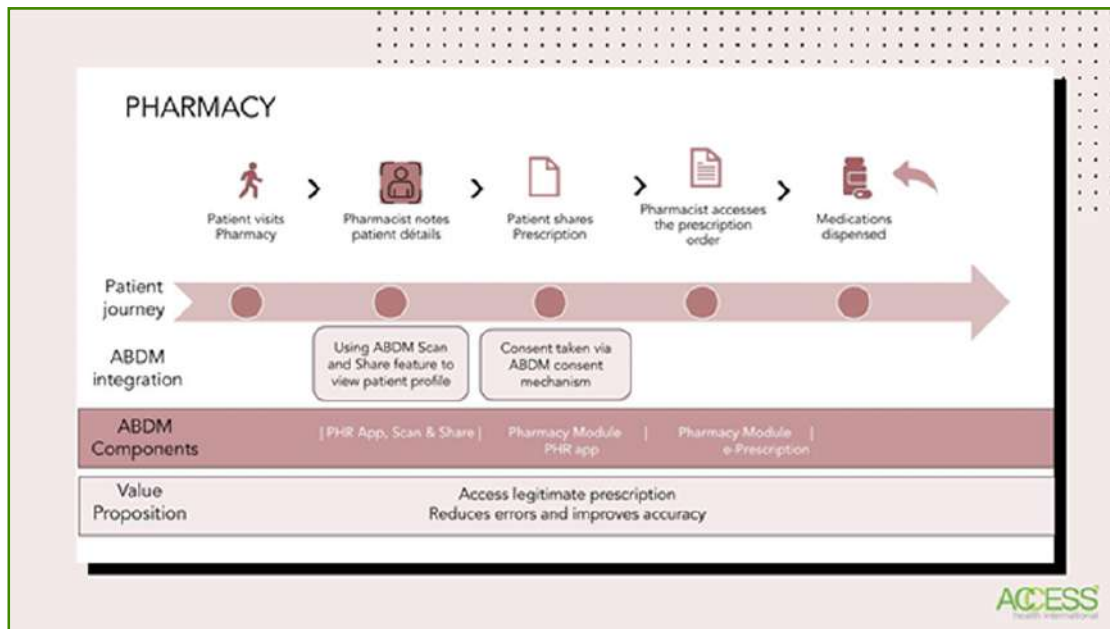 PHARMACY
Patient visits
Pharmacy
Pharmacist notes
patient détails
Patient shares
Prescription
Pharmacist accesses
the prescription
order
Medications
dispensed
Patient
journey
ABDM
integration
Using ABDM Scan
and Share feature to
view patient profile
Consent taken via
ABDM consent
mechanism
ABDM
Components
| PHR App, Scan & Share |
Pharmacy Module |
PHR app
Pharmacy Module |
e-Prescription
Value
Proposition
Access legitimate prescription
Reduces errors and improves accuracy
ACCESS
health international